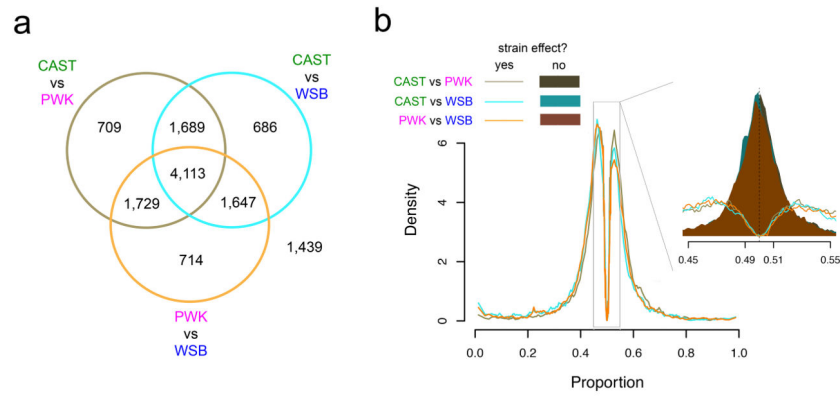 a
CAST
vs
PWK
CAST
vs
WSB
709
1,689
686
4,113
1,729
1,647
714
1,439
PWK
vs
WSB
b
strain effect?
yes no
CAST vs PWK
CAST vs WSB
PWK vs WSB
Density
6
4
2
0
0.0 0.2 0.4 0.6 0.8 1.0
Proportion
0.45 0.49 0.51 0.55